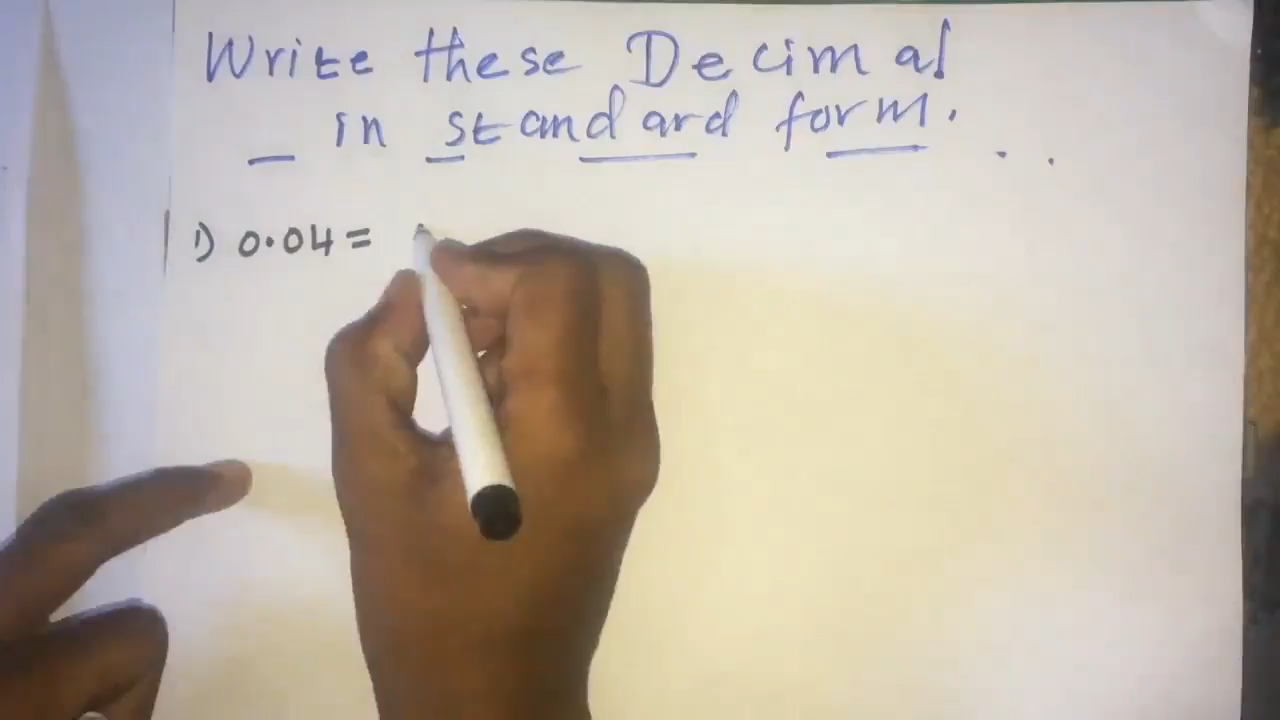 Write these Decimal
in standard form.
1) 0.04 =